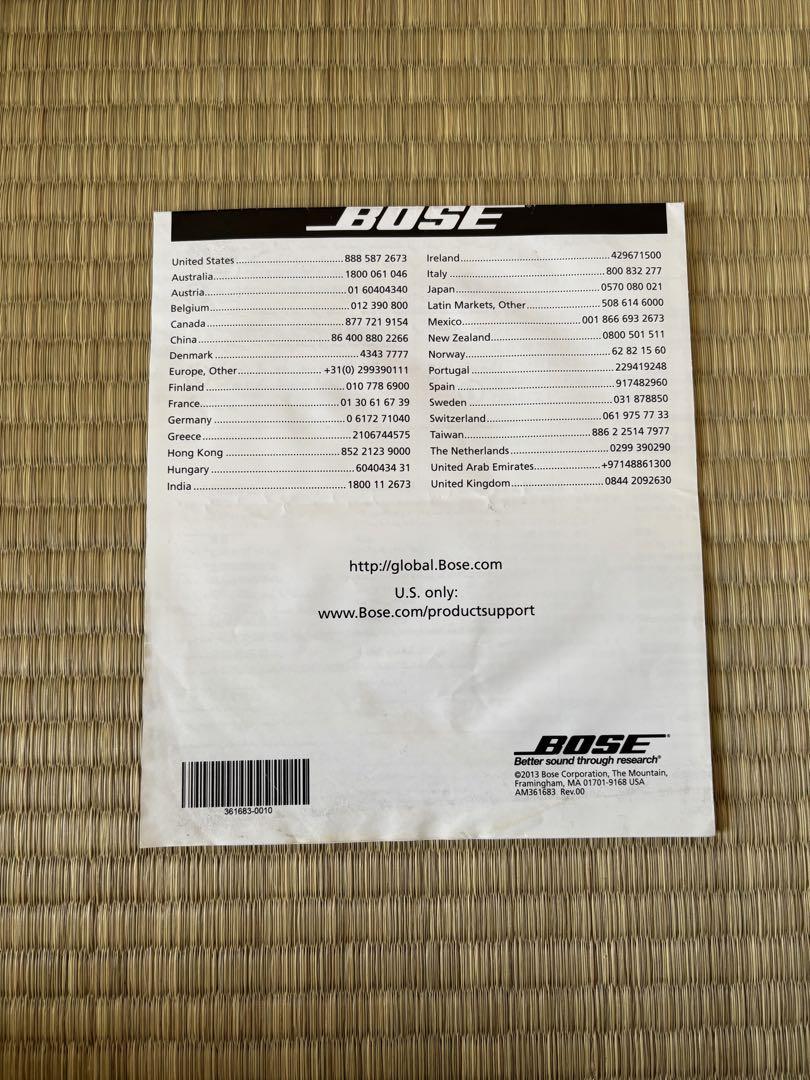 BOSE
United States ................................ 888 587 2673
Australia....................................... 1800 061 046
Austria........................................... 01 60404340
Belgium.......................................... 012 390 800
Canada......................................... 877 721 9154
China ........................................ 86 400 880 2266
Denmark ........................................... 4343 7777
Europe, Other......................... +31(0) 299390111
Finland ......................................... 010 778 6900
France.......................................... 01 30 61 67 39
Germany ....................................... 0 6172 71040
Greece ............................................ 2106744575
Hong Kong .................................. 852 2123 9000
Hungary .......................................... 6040434 31
India ............................................. 1800 11 2673
Ireland............................................. 429671500
Italy ............................................... 800 832 277
Japan............................................ 0570 080 021
Latin Markets, Other....................... 508 614 6000
Mexico.................................... 001 866 693 2673
New Zealand................................. 0800 501 511
Norway........................................... 62 82 15 60
Portugal ........................................... 229419248
Spain ............................................... 917482960
Sweden ........................................... 031 878850
Switzerland................................... 061 975 77 33
Taiwan...................................... 886 2 2514 7977
The Netherlands.............................. 0299 390290
United Arab Emirates.................... +97148861300
United Kingdom............................ 0844 2092630
http://global.Bose.com
U.S. only:
www.Bose.com/productsupport
BOSE®
Better sound through research®
©2013 Bose Corporation, The Mountain,
Framingham, MA 01701-9168 USA
AM361683 Rev.00
361683-0010